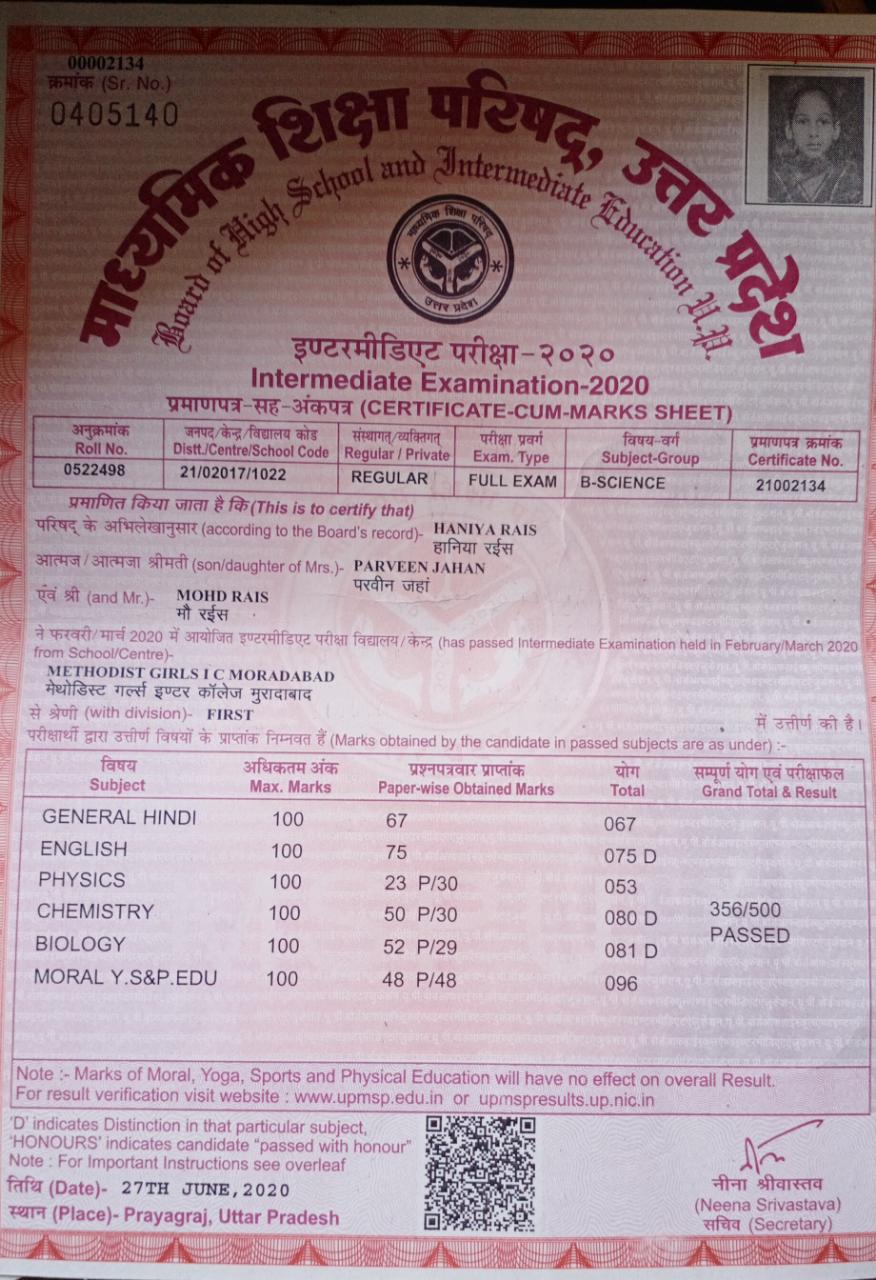 00002134
क्रमांक (Sr. No.)
0405140
माध्यमिक शिक्षा परिषद्, उत्तर प्रदेश
Board of High School and Intermediate Education U.P.
माध्यमिक शिक्षा परिषद्
उत्तर प्रदेश
इण्टरमीडिएट परीक्षा-२०२०
Intermediate Examination-2020
प्रमाणपत्र-सह-अंकपत्र (CERTIFICATE-CUM-MARKS SHEET)
अनुक्रमांक जनपद/केन्द्र/विद्यालय कोड संस्थागत्/व्यक्तिगत् परीक्षा प्रवर्ग विषय-वर्ग प्रमाणपत्र क्रमांक
Roll No. Distt./Centre/School Code Regular / Private Exam. Type Subject-Group Certificate No.
0522498 21/02017/1022 REGULAR FULL EXAM B-SCIENCE 21002134
प्रमाणित किया जाता है कि (This is to certify that)
परिषद् के अभिलेखानुसार (according to the Board's record)- HANIYA RAIS
हानिया रईस
आत्मज/आत्मजा श्रीमती (son/daughter of Mrs.)- PARVEEN JAHAN
परवीन जहां
एवं श्री (and Mr.)- MOHD RAIS
मौ रईस
ने फरवरी/मार्च 2020 में आयोजित इण्टरमीडिएट परीक्षा विद्यालय/केन्द्र (has passed Intermediate Examination held in February/March 2020
from School/Centre)-
METHODIST GIRLS I C MORADABAD
मेथोडिस्ट गर्ल्स इण्टर कॉलेज मुरादाबाद
से श्रेणी (with division)- FIRST में उत्तीर्ण की है।
परीक्षार्थी द्वारा उत्तीर्ण विषयों के प्राप्तांक निम्नवत हैं (Marks obtained by the candidate in passed subjects are as under) :-
विषय अधिकतम अंक प्रश्नपत्रवार प्राप्तांक योग सम्पूर्ण योग एवं परीक्षाफल
Subject Max. Marks Paper-wise Obtained Marks Total Grand Total & Result
GENERAL HINDI 100 67 067
ENGLISH 100 75 075 D
PHYSICS 100 23 P/30 053
CHEMISTRY 100 50 P/30 080 D 356/500
BIOLOGY 100 52 P/29 081 D PASSED
MORAL Y.S&P.EDU 100 48 P/48 096
Note :- Marks of Moral, Yoga, Sports and Physical Education will have no effect on overall Result.
For result verification visit website : www.upmsp.edu.in or upmspresults.up.nic.in
'D' indicates Distinction in that particular subject,
'HONOURS' indicates candidate "passed with honour"
Note : For Important Instructions see overleaf
तिथि (Date)- 27TH JUNE, 2020
स्थान (Place)- Prayagraj, Uttar Pradesh
नीना श्रीवास्तव
(Neena Srivastava)
सचिव (Secretary)